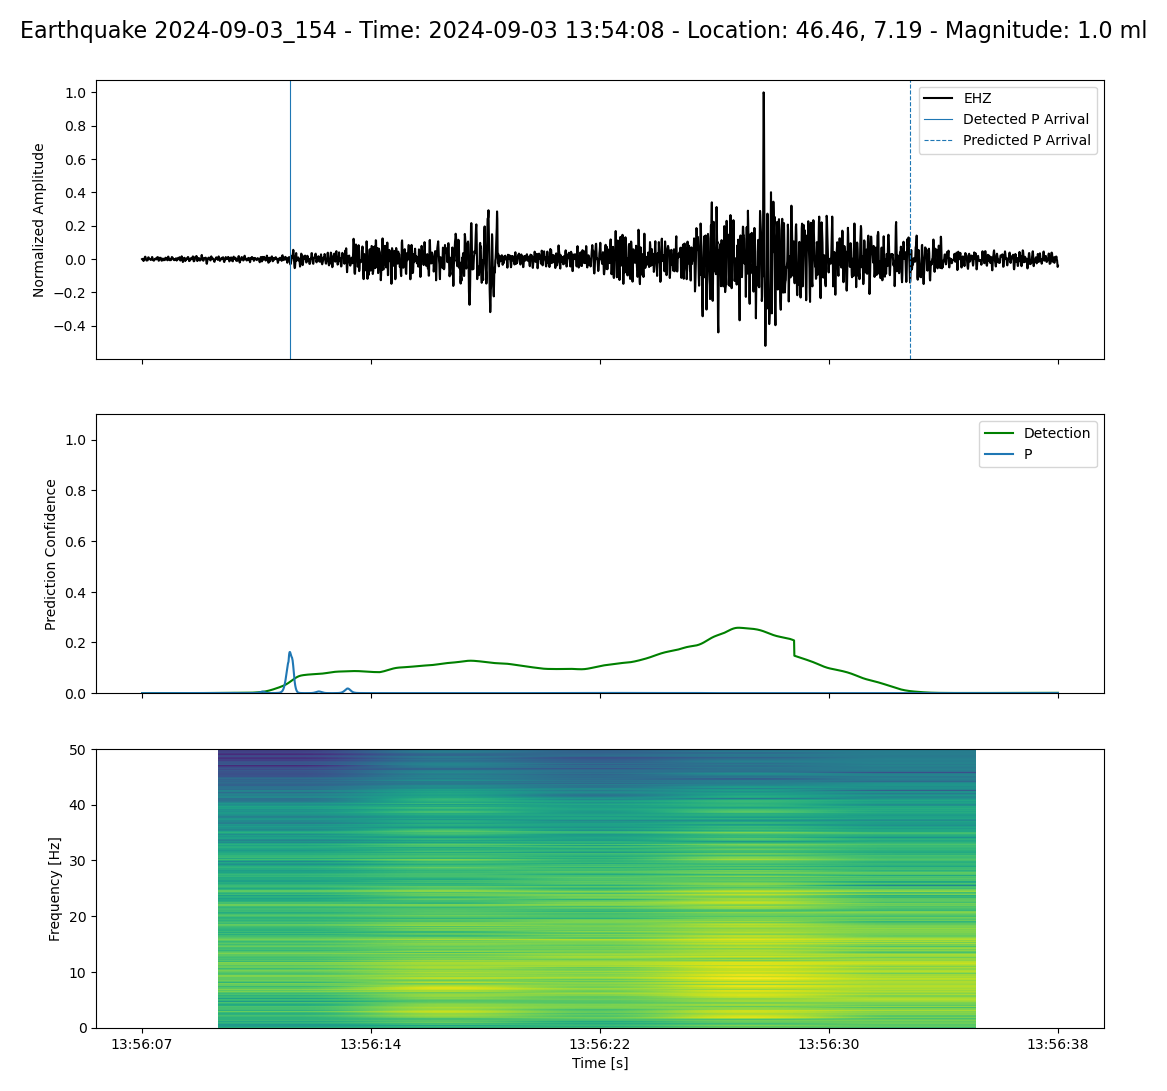 Earthquake 2024-09-03_154 - Time: 2024-09-03 13:54:08 - Location: 46.46, 7.19 - Magnitude: 1.0 ml
Normalized Amplitude
1.0
0.8
0.6
0.4
0.2
0.0
−0.2
−0.4
EHZ
Detected P Arrival
Predicted P Arrival
Prediction Confidence
1.0
0.8
0.6
0.4
0.2
0.0
Detection
P
Frequency [Hz]
50
40
30
20
10
0
13:56:07 13:56:14 13:56:22 13:56:30 13:56:38
Time [s]